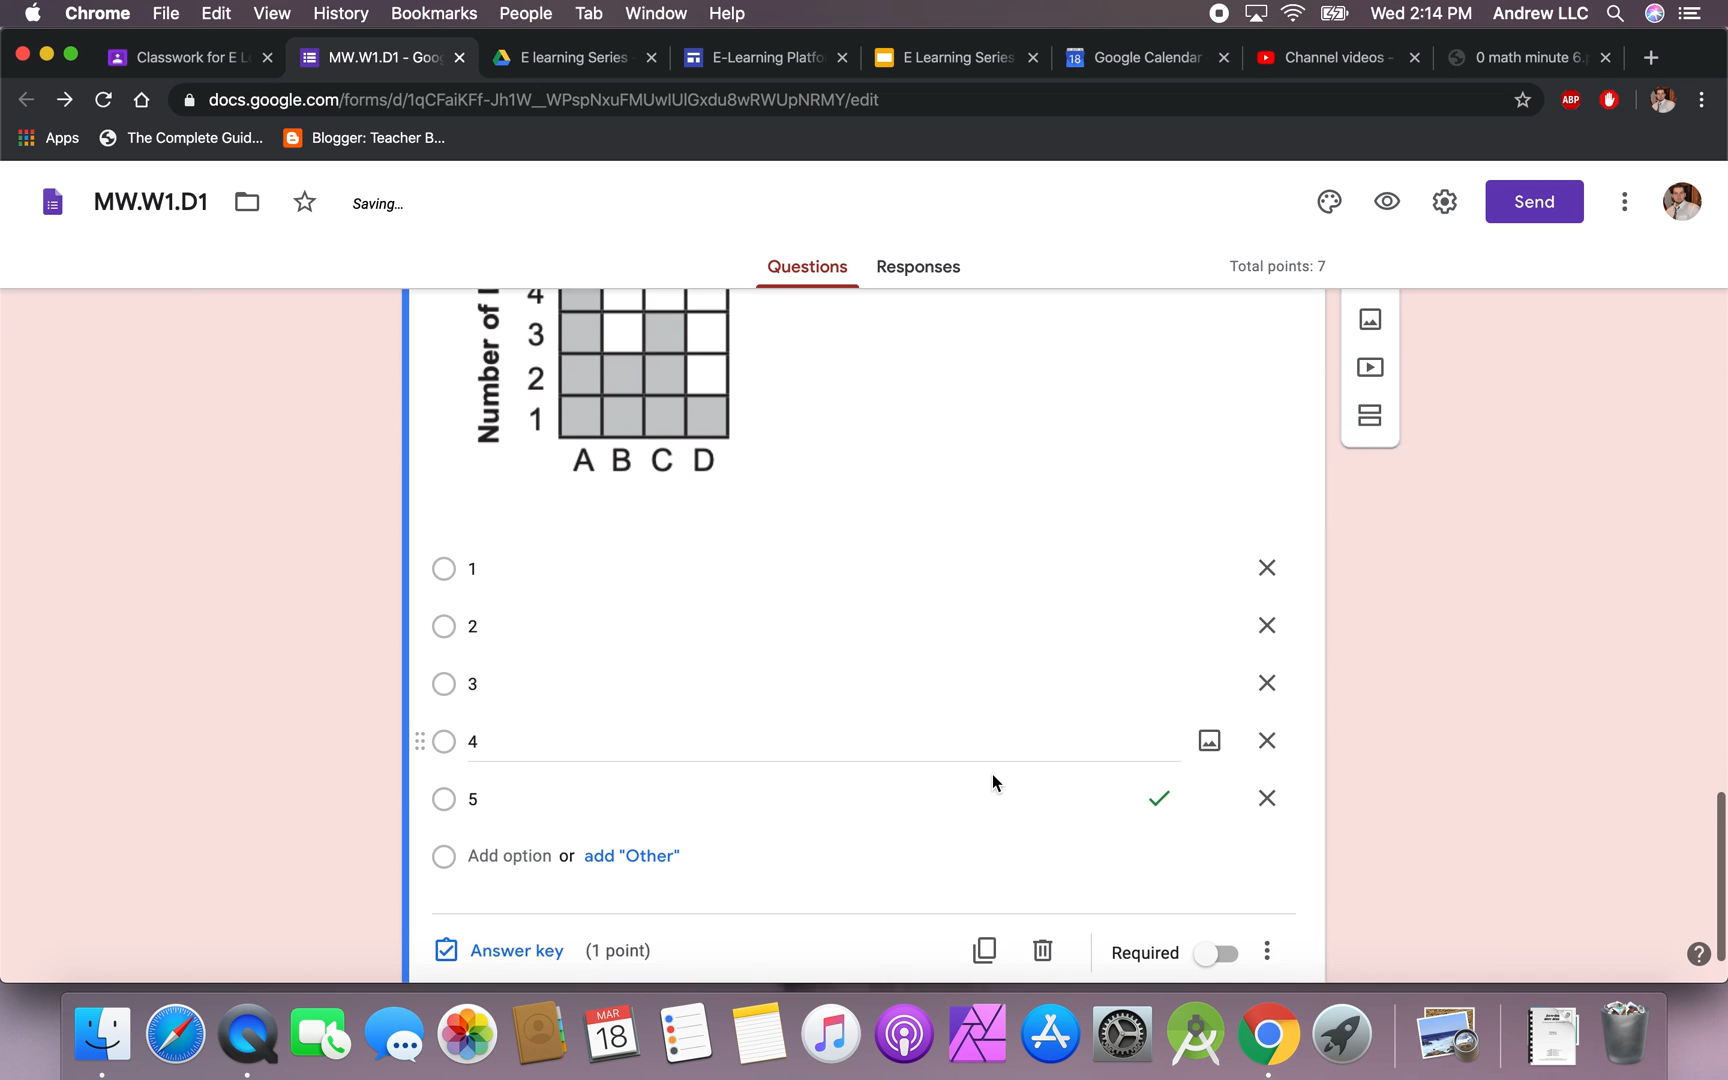 Chrome File Edit View History Bookmarks People Tab Window Help Wed 2:14 PM Andrew LLC
Classwork for E L MW.W1.D1 - Goo E learning Series E-Learning Platfo E Learning Series 18 Google Calendar Channel videos - 0 math minute 6.p
docs.google.com/forms/d/1qCFaiKFf-Jh1W__WPspNxuFMUwIUIGxdu8wRWUpNRMY/edit ABP
Apps The Complete Guid... Blogger: Teacher B...
MW.W1.D1 Saving... Send
Questions Responses Total points: 7
Number of
4
3
2
1
A B C D
1
2
3
4
5
Add option or add "Other"
Answer key (1 point) Required
?
MAR
18